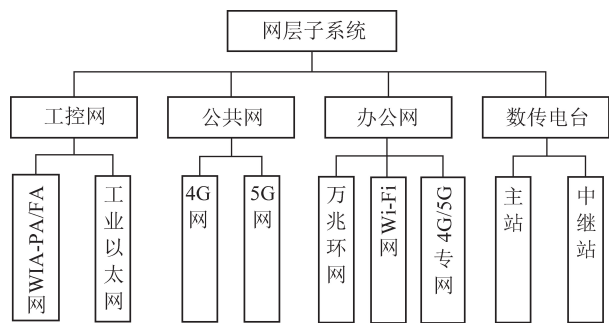 网层子系统
工控网
公共网
办公网
数传电台
WIA-PA/FA网
工业以太网
4G网
5G网
万兆环网
Wi-Fi网
4G/5G专网
主站
中继站